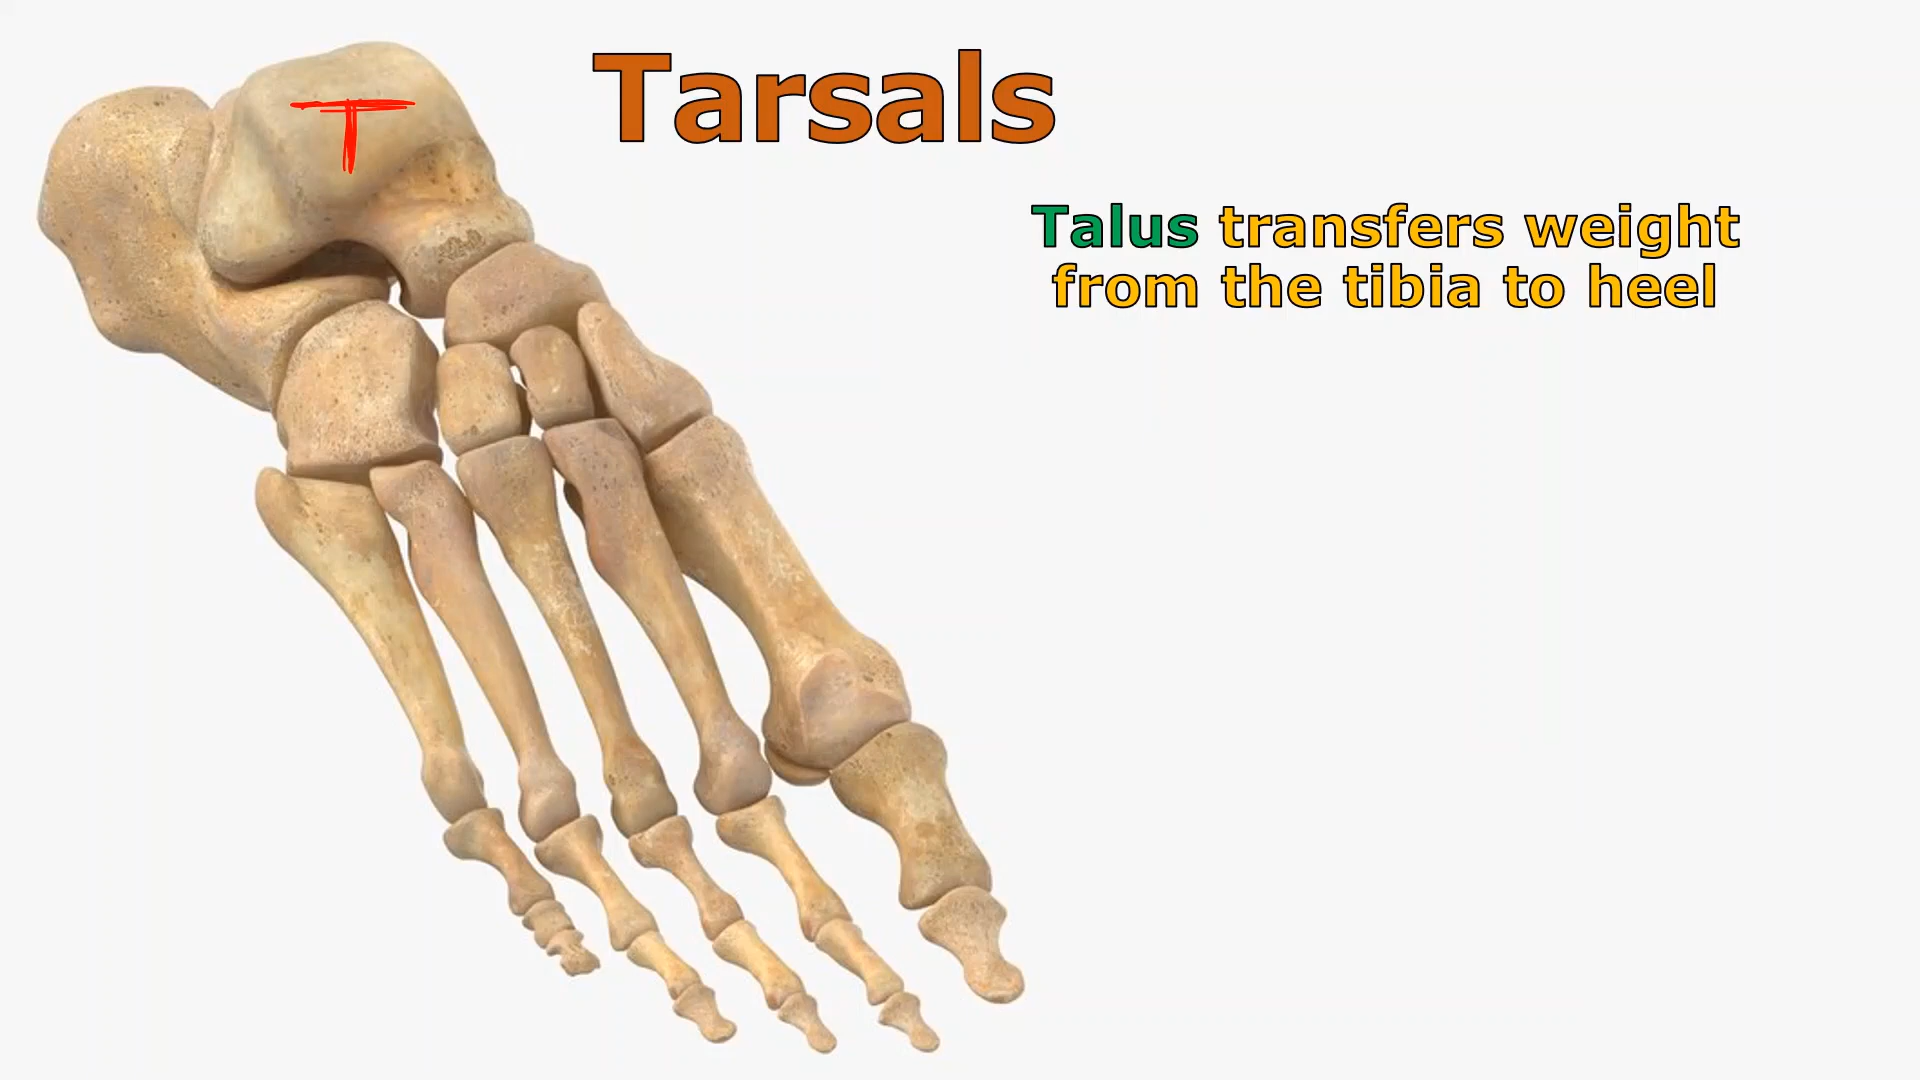 Tarsals
T
Talus transfers weight
from the tibia to heel